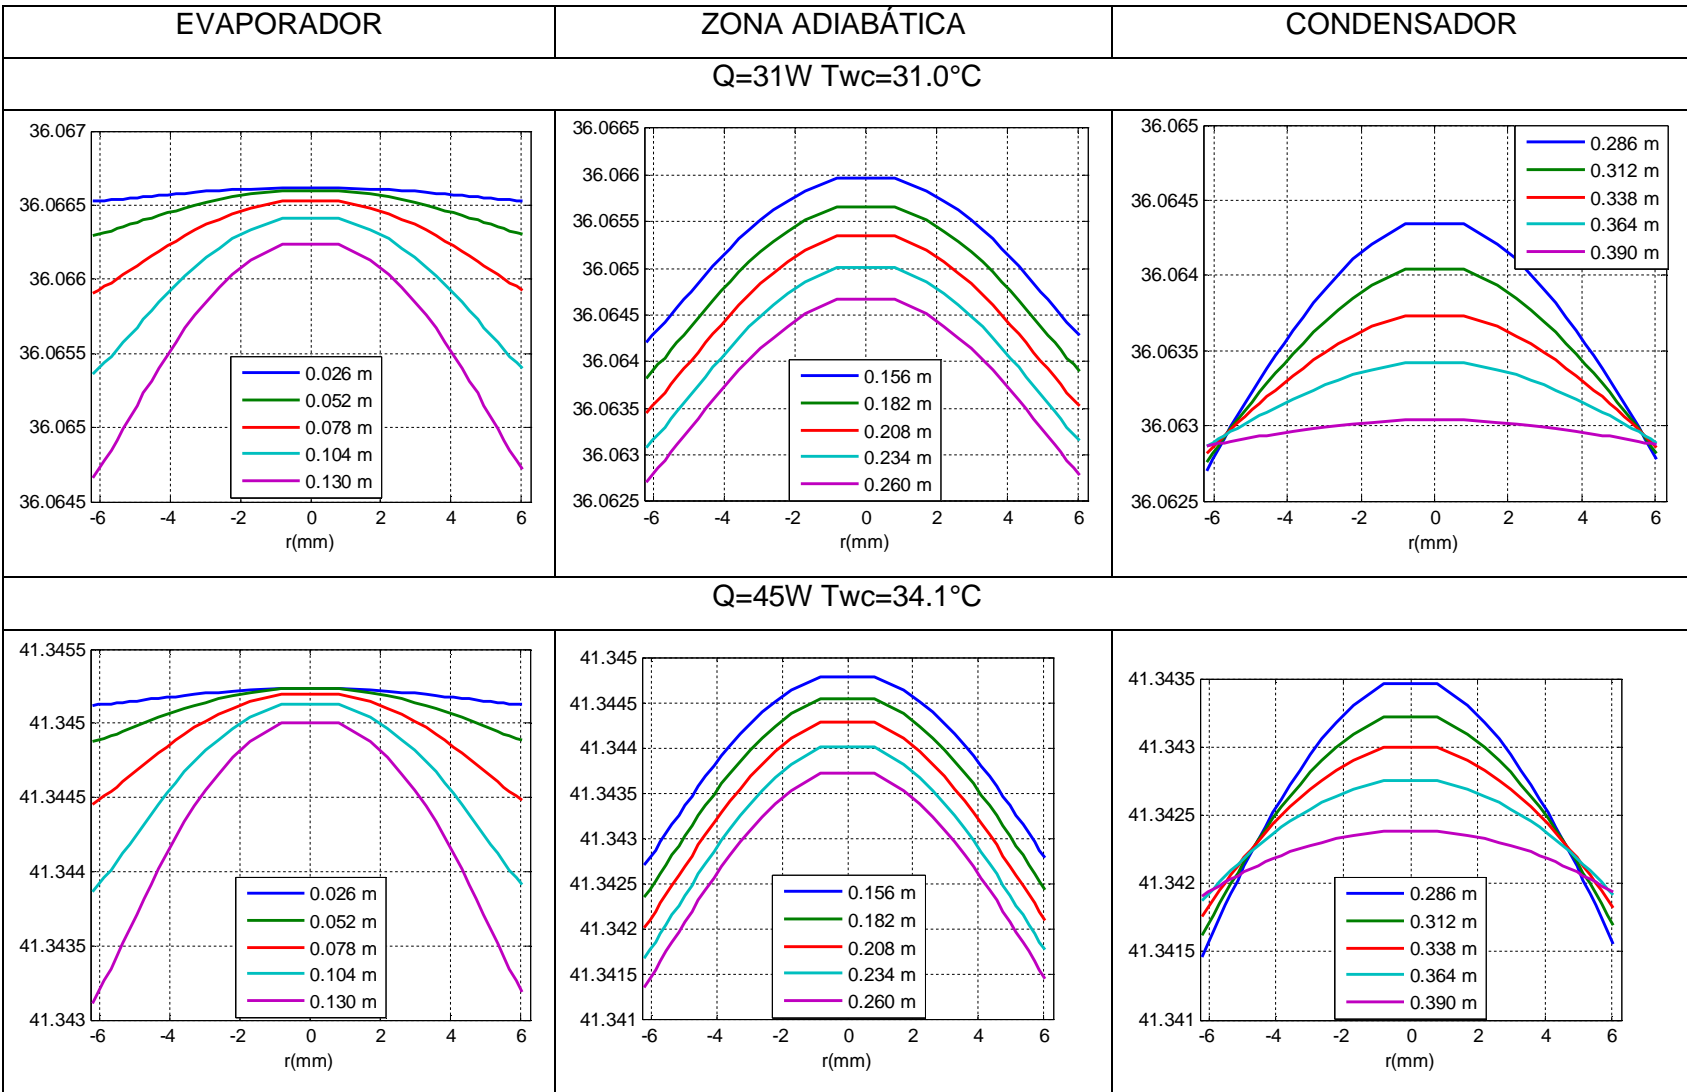 EVAPORADOR
ZONA ADIABÁTICA
CONDENSADOR
Q=31W Twc=31.0°C
36.067
36.0665
36.066
36.0655
36.065
36.0645
-6 -4 -2 0 2 4 6
r(mm)
0.026 m
0.052 m
0.078 m
0.104 m
0.130 m
36.0665
36.066
36.0655
36.065
36.0645
36.064
36.0635
36.063
36.0625
-6 -4 -2 0 2 4 6
r(mm)
0.156 m
0.182 m
0.208 m
0.234 m
0.260 m
36.065
36.0645
36.064
36.0635
36.063
36.0625
-6 -4 -2 0 2 4 6
r(mm)
0.286 m
0.312 m
0.338 m
0.364 m
0.390 m
Q=45W Twc=34.1°C
41.3455
41.345
41.3445
41.344
41.3435
41.343
-6 -4 -2 0 2 4 6
r(mm)
0.026 m
0.052 m
0.078 m
0.104 m
0.130 m
41.345
41.3445
41.344
41.3435
41.343
41.3425
41.342
41.3415
41.341
-6 -4 -2 0 2 4 6
r(mm)
0.156 m
0.182 m
0.208 m
0.234 m
0.260 m
41.3435
41.343
41.3425
41.342
41.3415
41.341
-6 -4 -2 0 2 4 6
r(mm)
0.286 m
0.312 m
0.338 m
0.364 m
0.390 m